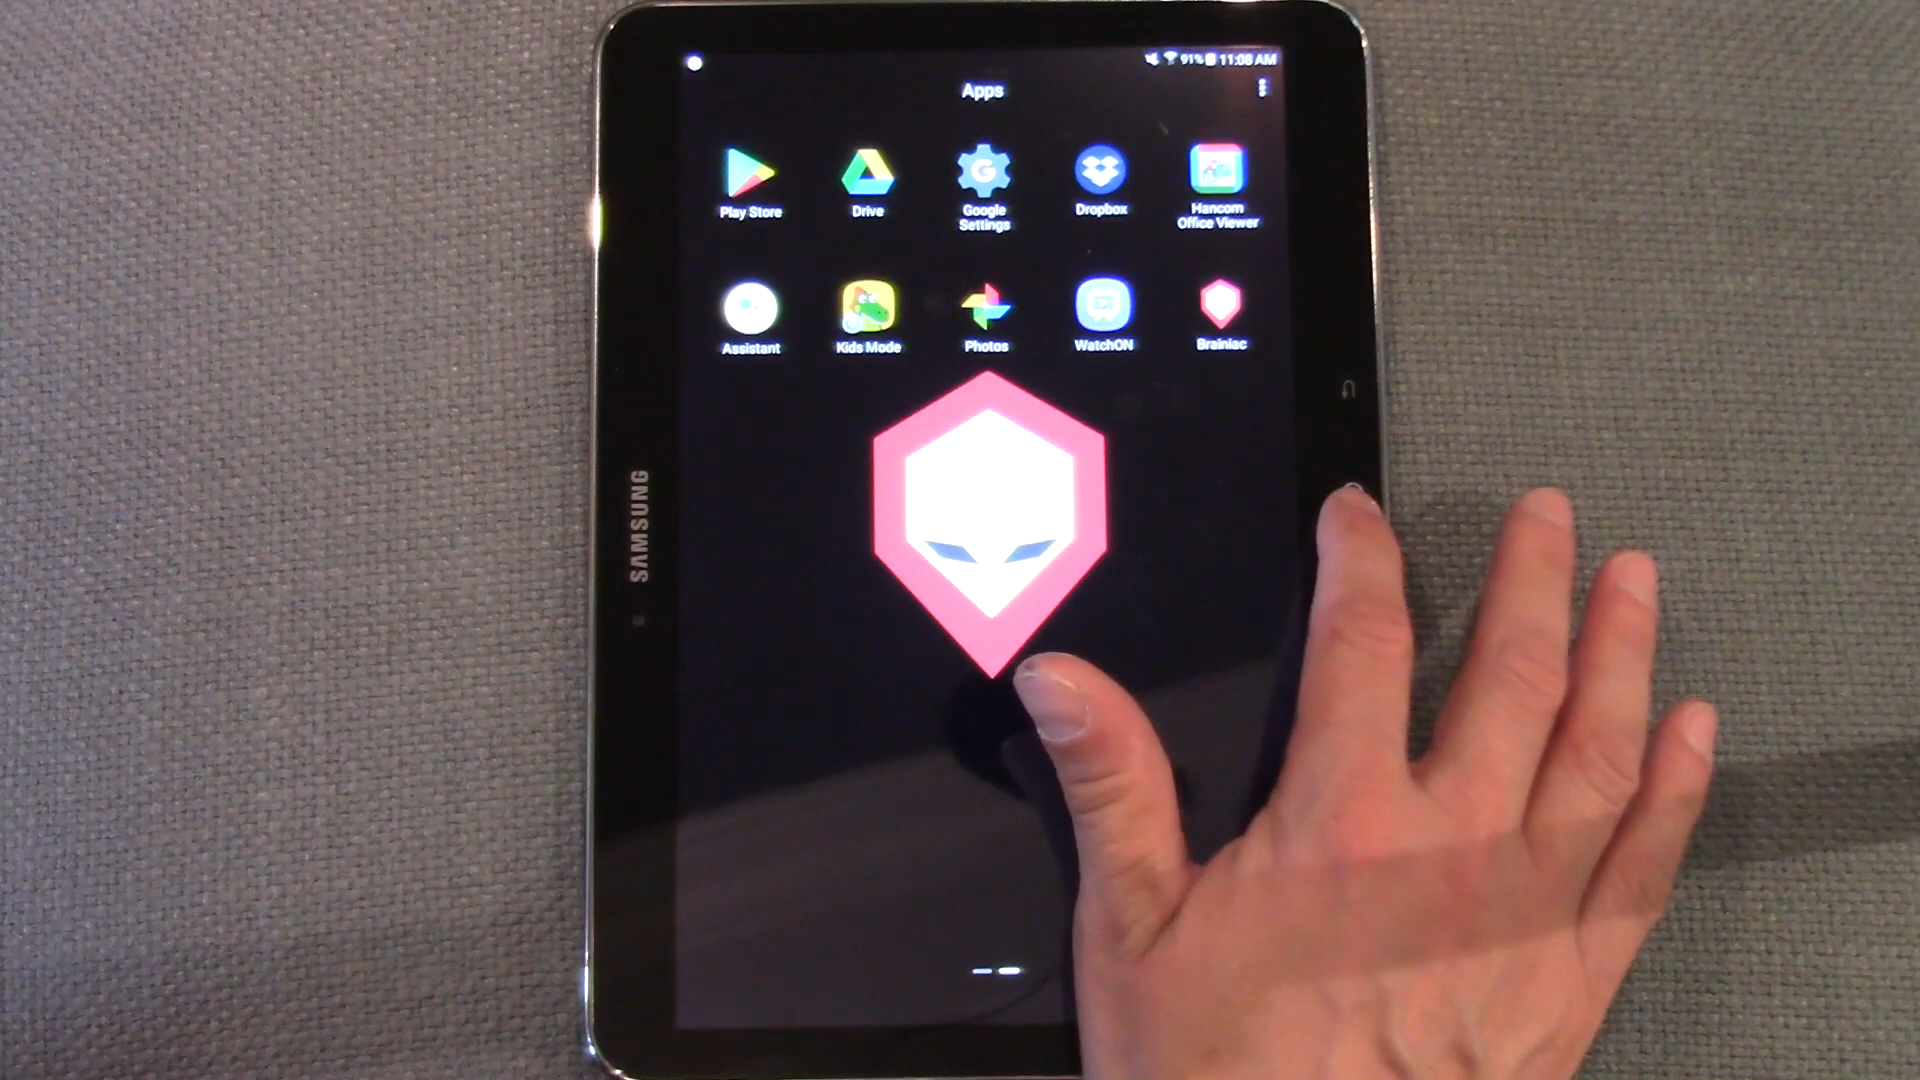 91% 11:08 AM
Apps
Play Store
Drive
Google
Settings
Dropbox
Hancom
Office Viewer
Assistant
Kids Mode
Photos
WatchON
Brainiac
SAMSUNG